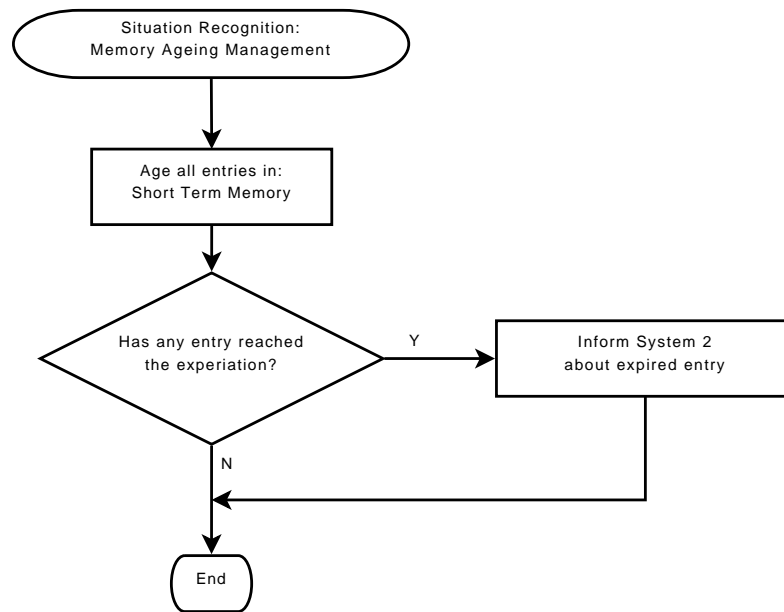 Situation Recognition:
Memory Ageing Management
Age all entries in:
Short Term Memory
Has any entry reached
the experiation?
Y
Inform System 2
about expired entry
N
End